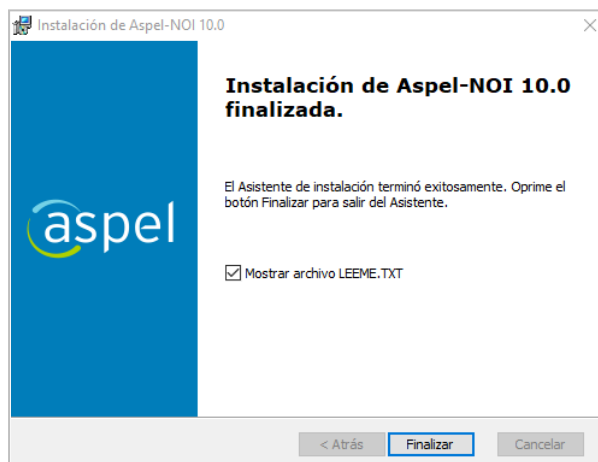 Instalación de Aspel-NOI 10.0
Instalación de Aspel-NOI 10.0
finalizada.
El Asistente de instalación terminó exitosamente. Oprime el
botón Finalizar para salir del Asistente.
aspel
Mostrar archivo LEEME.TXT
< Atrás
Finalizar
Cancelar